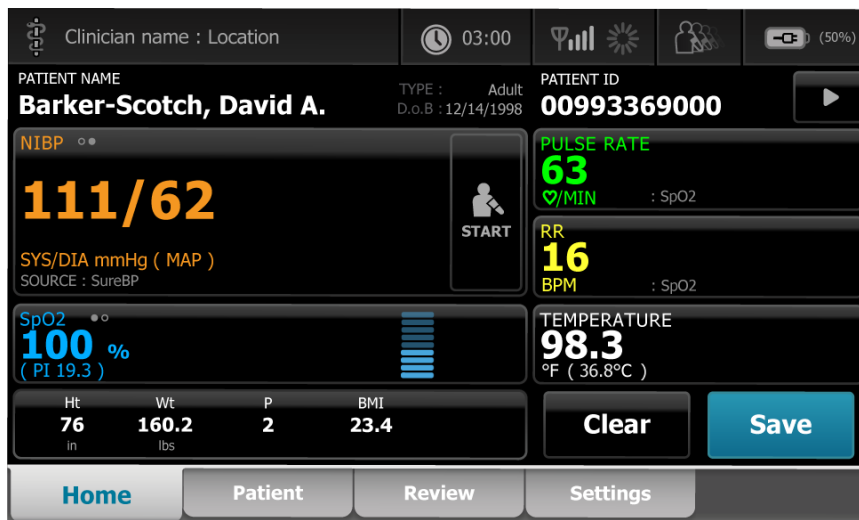 Clinician name : Location
03:00
(50%)
PATIENT NAME
Barker-Scotch, David A.
TYPE : Adult
D.o.B : 12/14/1998
PATIENT ID
00993369000
NIBP
111/62
SYS/DIA mmHg ( MAP )
SOURCE : SureBP
START
PULSE RATE
63
/MIN : SpO2
RR
16
BPM : SpO2
SpO2
100 %
( PI 19.3 )
TEMPERATURE
98.3
°F ( 36.8°C )
Ht Wt P BMI
76 160.2 2 23.4
in lbs
Clear Save
Home Patient Review Settings